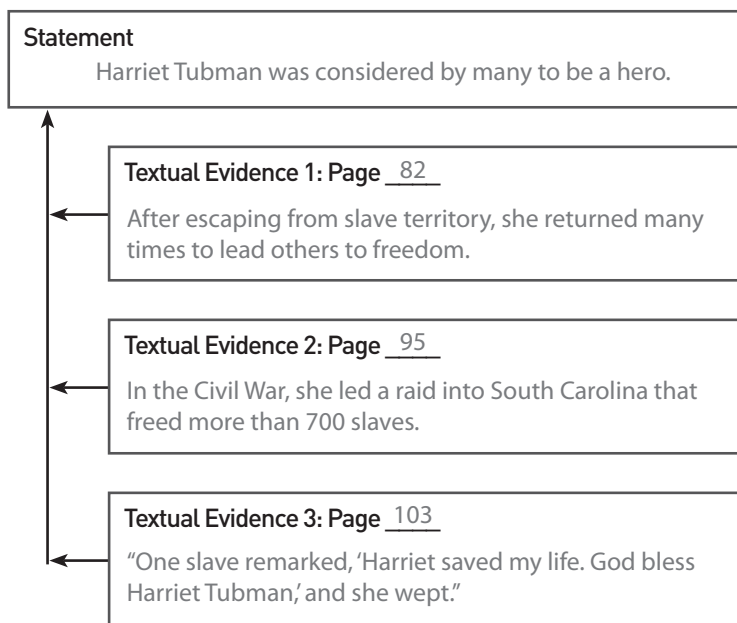 Statement
Harriet Tubman was considered by many to be a hero.
Textual Evidence 1: Page 82
After escaping from slave territory, she returned many
times to lead others to freedom.
Textual Evidence 2: Page 95
In the Civil War, she led a raid into South Carolina that
freed more than 700 slaves.
Textual Evidence 3: Page 103
“One slave remarked, ‘Harriet saved my life. God bless
Harriet Tubman,’ and she wept.”